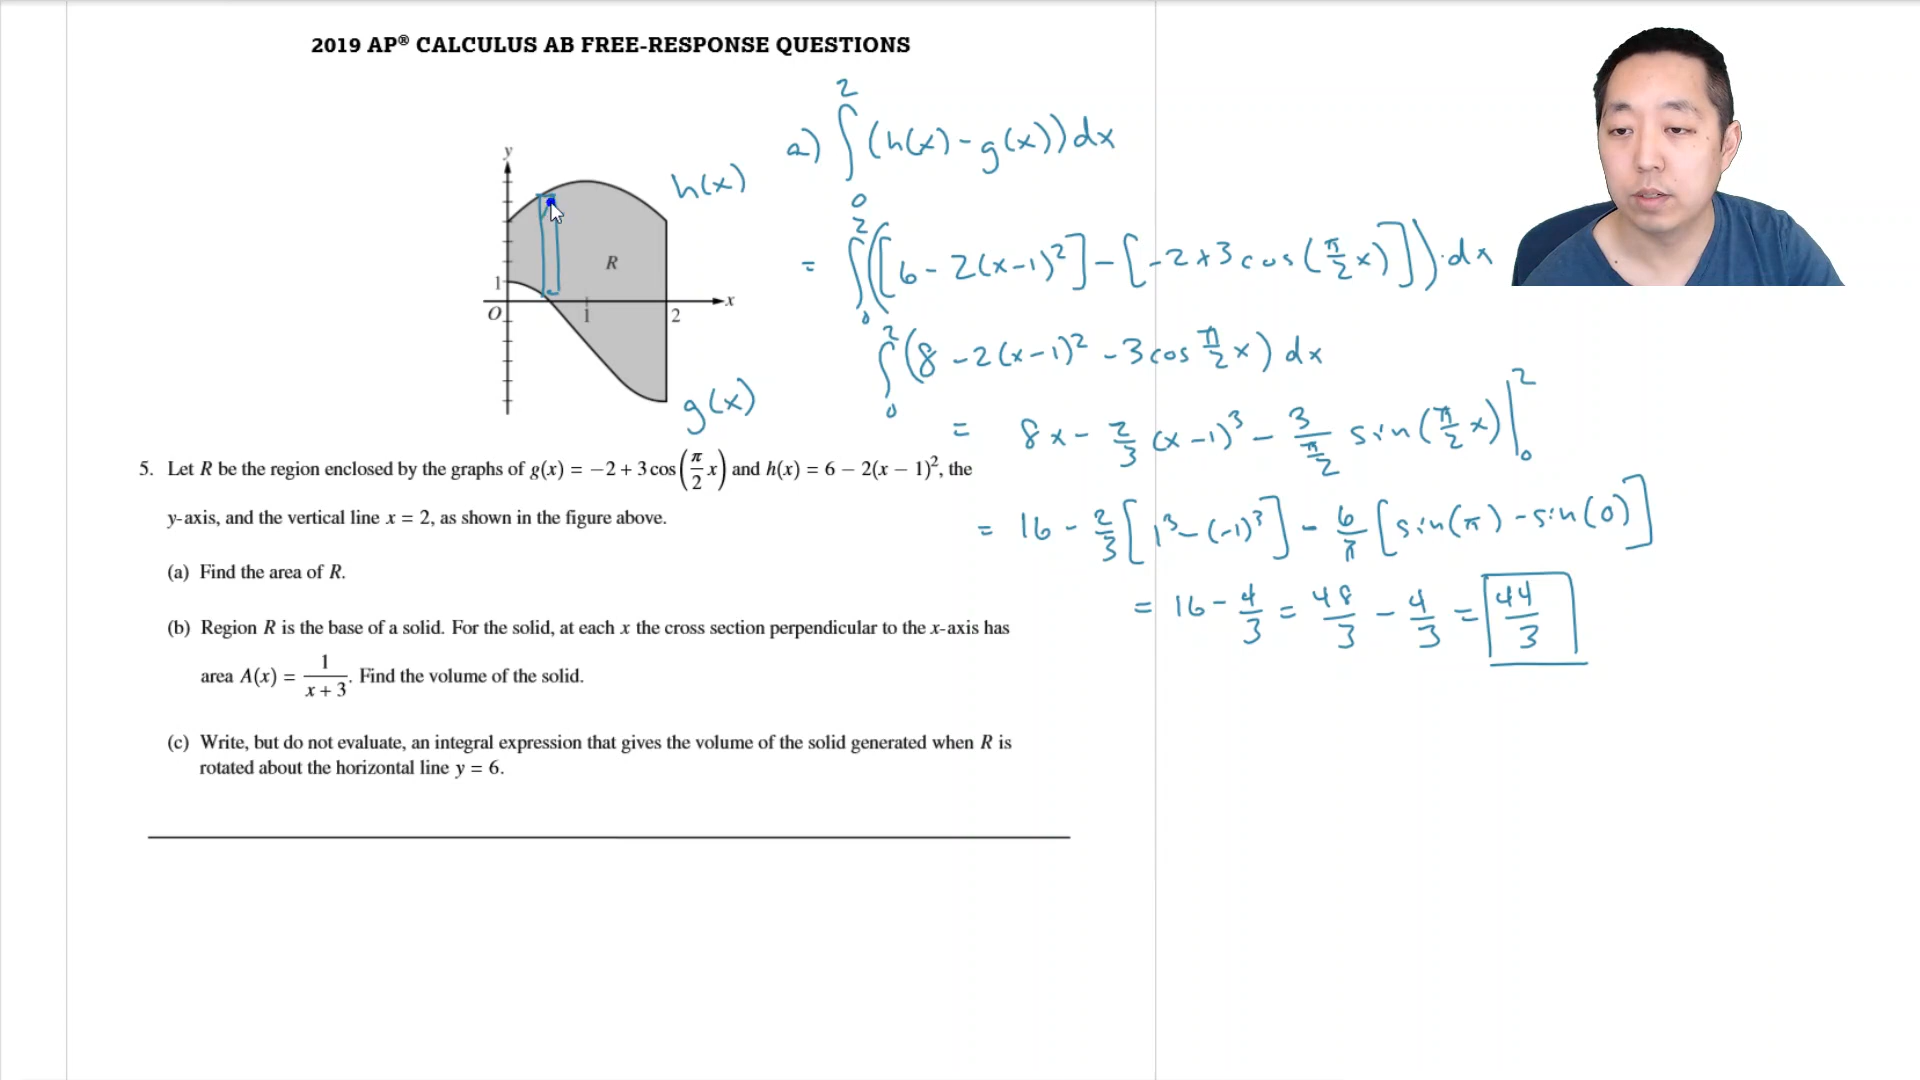 2019 AP® CALCULUS AB FREE-RESPONSE QUESTIONS
y
h(x)
R
1
O
1
2
x
g(x)
5. Let R be the region enclosed by the graphs of g(x) = −2 + 3 cos(π/2 x) and h(x) = 6 − 2(x − 1)², the
y-axis, and the vertical line x = 2, as shown in the figure above.
(a) Find the area of R.
(b) Region R is the base of a solid. For the solid, at each x the cross section perpendicular to the x-axis has
area A(x) = 1/(x + 3). Find the volume of the solid.
(c) Write, but do not evaluate, an integral expression that gives the volume of the solid generated when R is
rotated about the horizontal line y = 6.
a) ∫₀² (h(x) - g(x)) dx
= ∫₀² ([6 - 2(x-1)²] - [-2+3cos(π/2 x)])·dx
∫₀² (8 - 2(x-1)² - 3cos π/2 x) dx
= 8x - 2/3 (x-1)³ - 3/(π/2) sin(π/2 x) |₀²
= 16 - 2/3 [1³ - (-1)³] - 6/π [sin(π) - sin(0)]
= 16 - 4/3 = 48/3 - 4/3 = 44/3